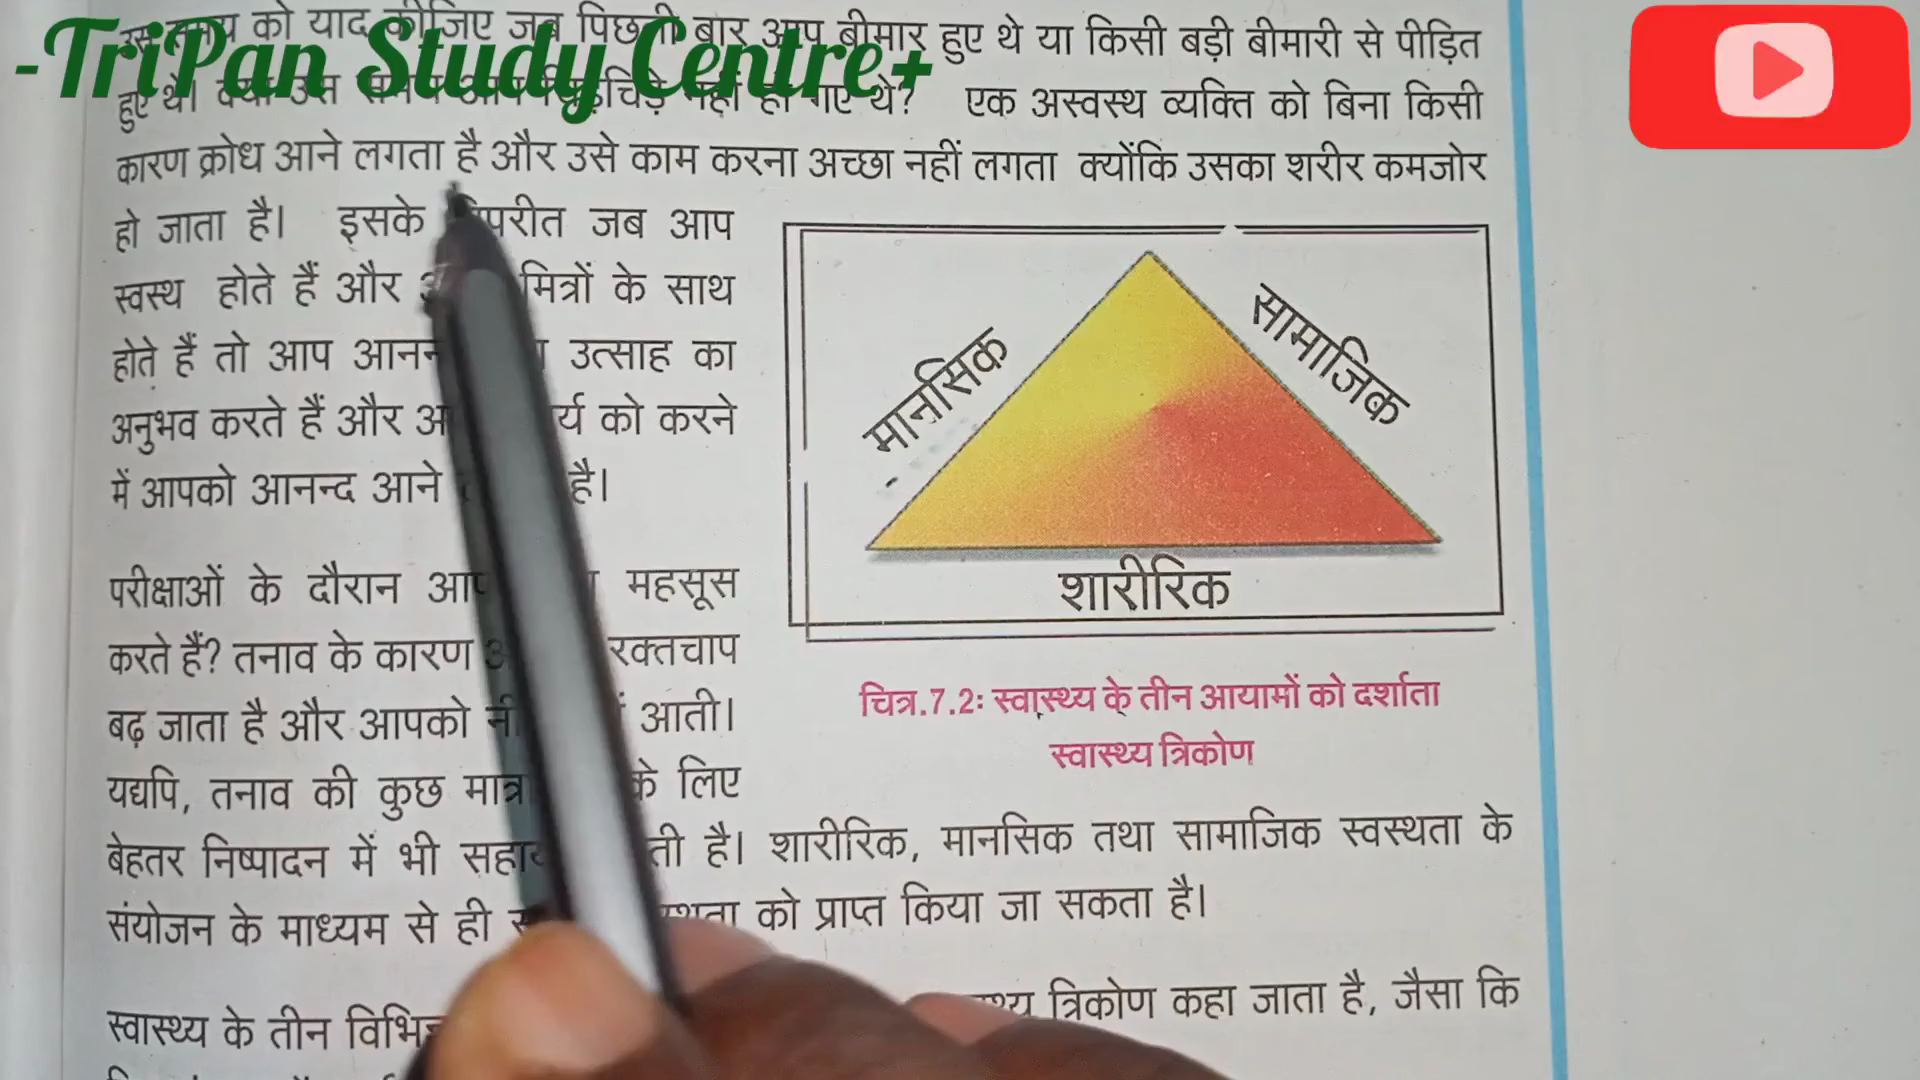 -TriPan Study Centre+
को याद कीजिए जब पिछली बार आप बीमार हुए थे या किसी बड़ी बीमारी से पीड़ित
हुए थे। नहीं हो गए थे? एक अस्वस्थ व्यक्ति को बिना किसी
कारण क्रोध आने लगता है और उसे काम करना अच्छा नहीं लगता क्योंकि उसका शरीर कमजोर
हो जाता है। इसके विपरीत जब आप
स्वस्थ होते हैं और मित्रों के साथ
होते हैं तो आप उत्साह का
अनुभव करते हैं और को करने
में आपको आनन्द आने है।
परीक्षाओं के दौरान आप महसूस
करते हैं? तनाव के कारण रक्तचाप
बढ़ जाता है और आपको आती।
यद्यपि, तनाव की कुछ मात्रा के लिए
बेहतर निष्पादन में भी है। शारीरिक, मानसिक तथा सामाजिक स्वस्थता के
संयोजन के माध्यम से ही को प्राप्त किया जा सकता है।
स्वास्थ्य के तीन त्रिकोण कहा जाता है, जैसा कि
मानसिक
सामाजिक
शारीरिक
चित्र.7.2: स्वास्थ्य के तीन आयामों को दर्शाता
स्वास्थ्य त्रिकोण